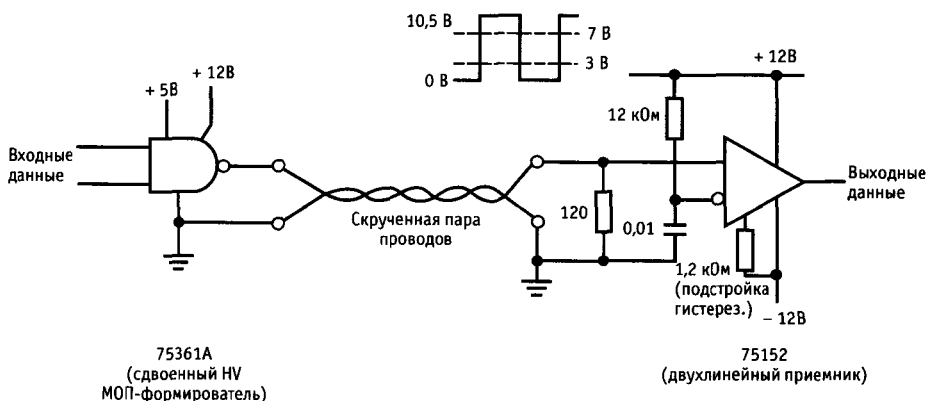 10,5 В
7 В
3 В
0 В
+ 12В
+ 5В
+ 12В
12 кОм
Входные
данные
Выходные
данные
Скрученная пара
проводов
120
0,01
1,2 кОм
(подстройка
гистерез.)
– 12В
75361А
(сдвоенный HV
МОП-формирователь)
75152
(двухлинейный приемник)